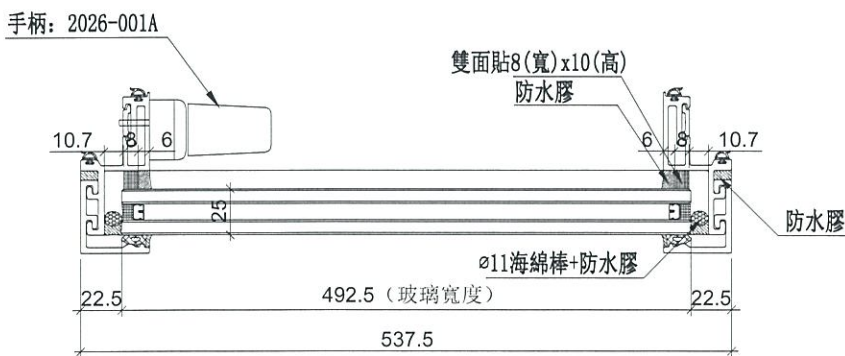 手柄：2026-001A
雙面貼8(寬)x10(高)
防水膠
10.7
8
6
6
8
10.7
25
防水膠
⌀11海綿棒+防水膠
22.5
492.5（玻璃寬度）
22.5
537.5